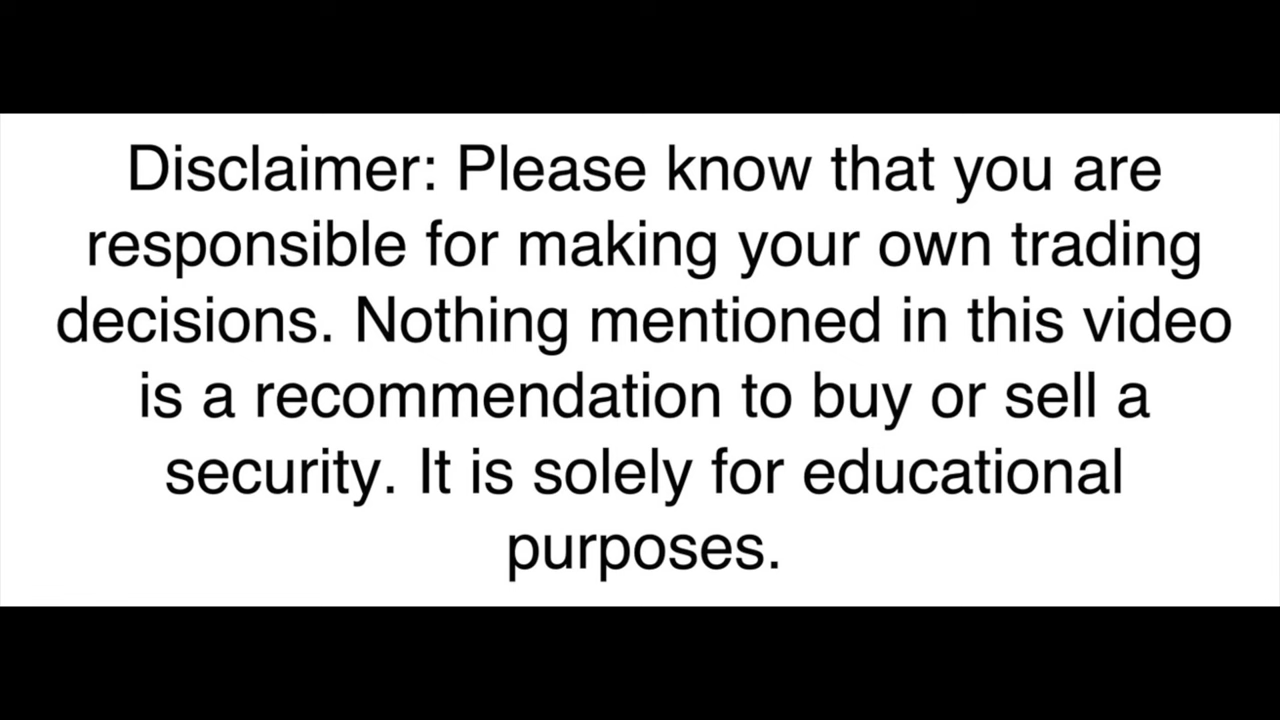 Disclaimer: Please know that you are
responsible for making your own trading
decisions. Nothing mentioned in this video
is a recommendation to buy or sell a
security. It is solely for educational
purposes.